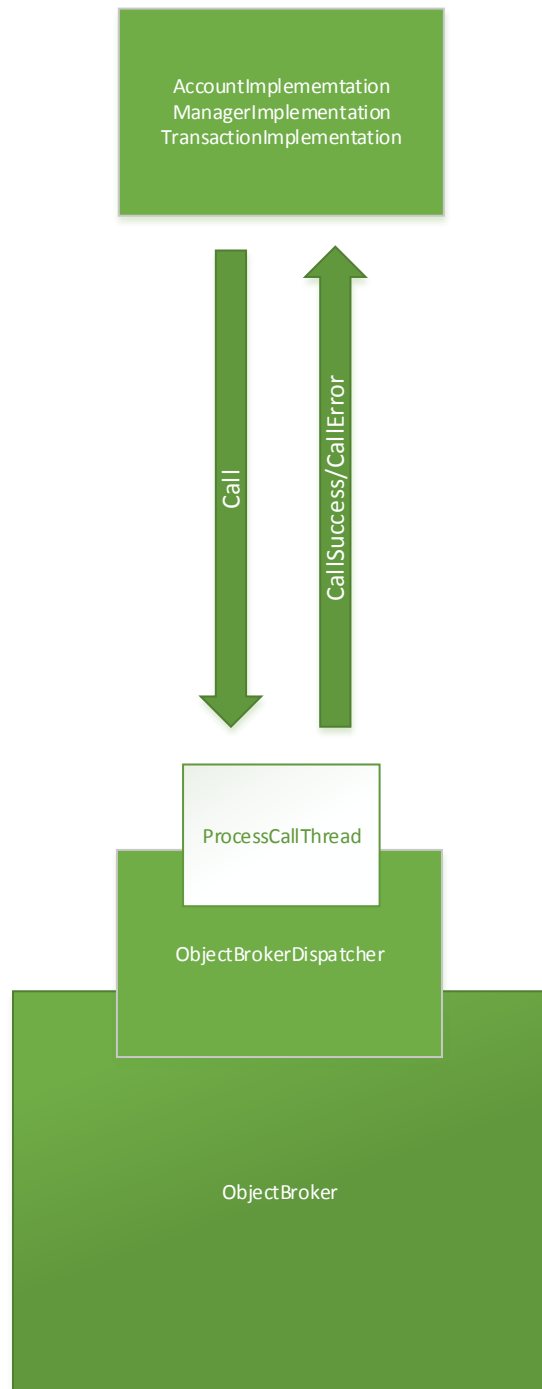 AccountImplememtation
ManagerImplementation
TransactionImplementation
Call
CallSuccess/CallError
ProcessCallThread
ObjectBrokerDispatcher
ObjectBroker